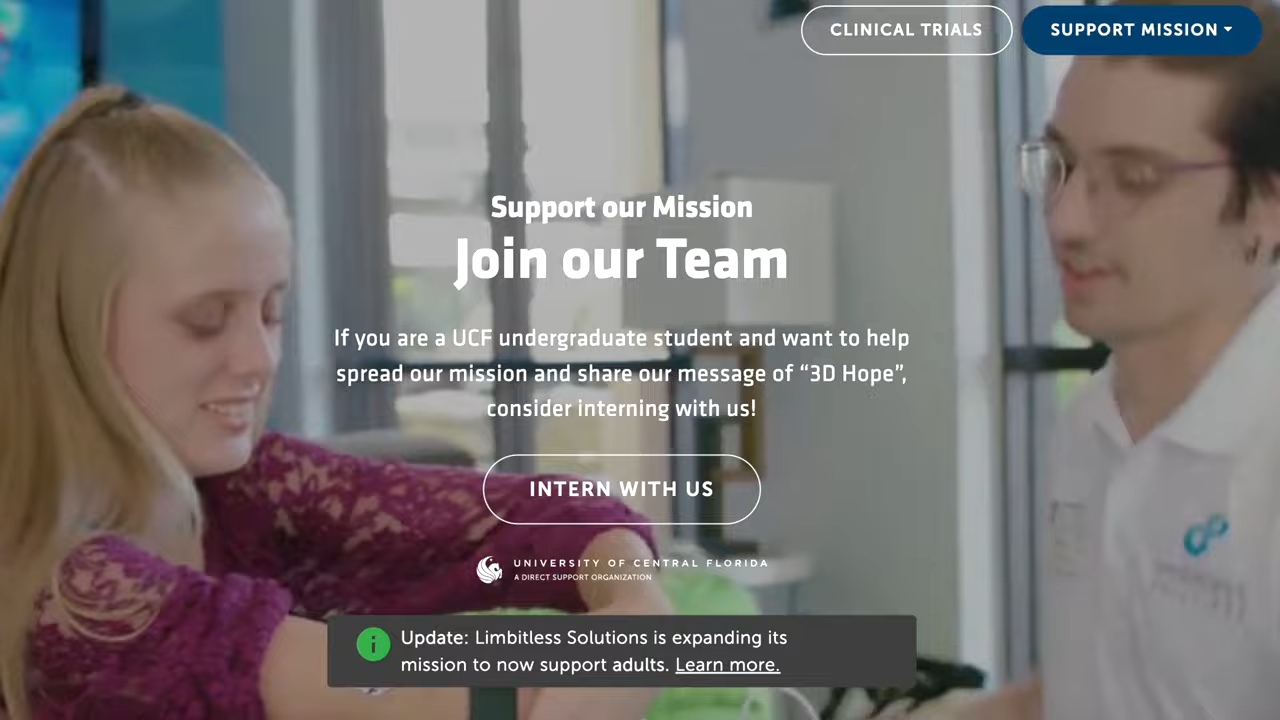 CLINICAL TRIALS
SUPPORT MISSION
Support our Mission
Join our Team
If you are a UCF undergraduate student and want to help
spread our mission and share our message of “3D Hope”,
consider interning with us!
INTERN WITH US
UNIVERSITY OF CENTRAL FLORIDA
A DIRECT SUPPORT ORGANIZATION
Update: Limbitless Solutions is expanding its
mission to now support adults. Learn more.